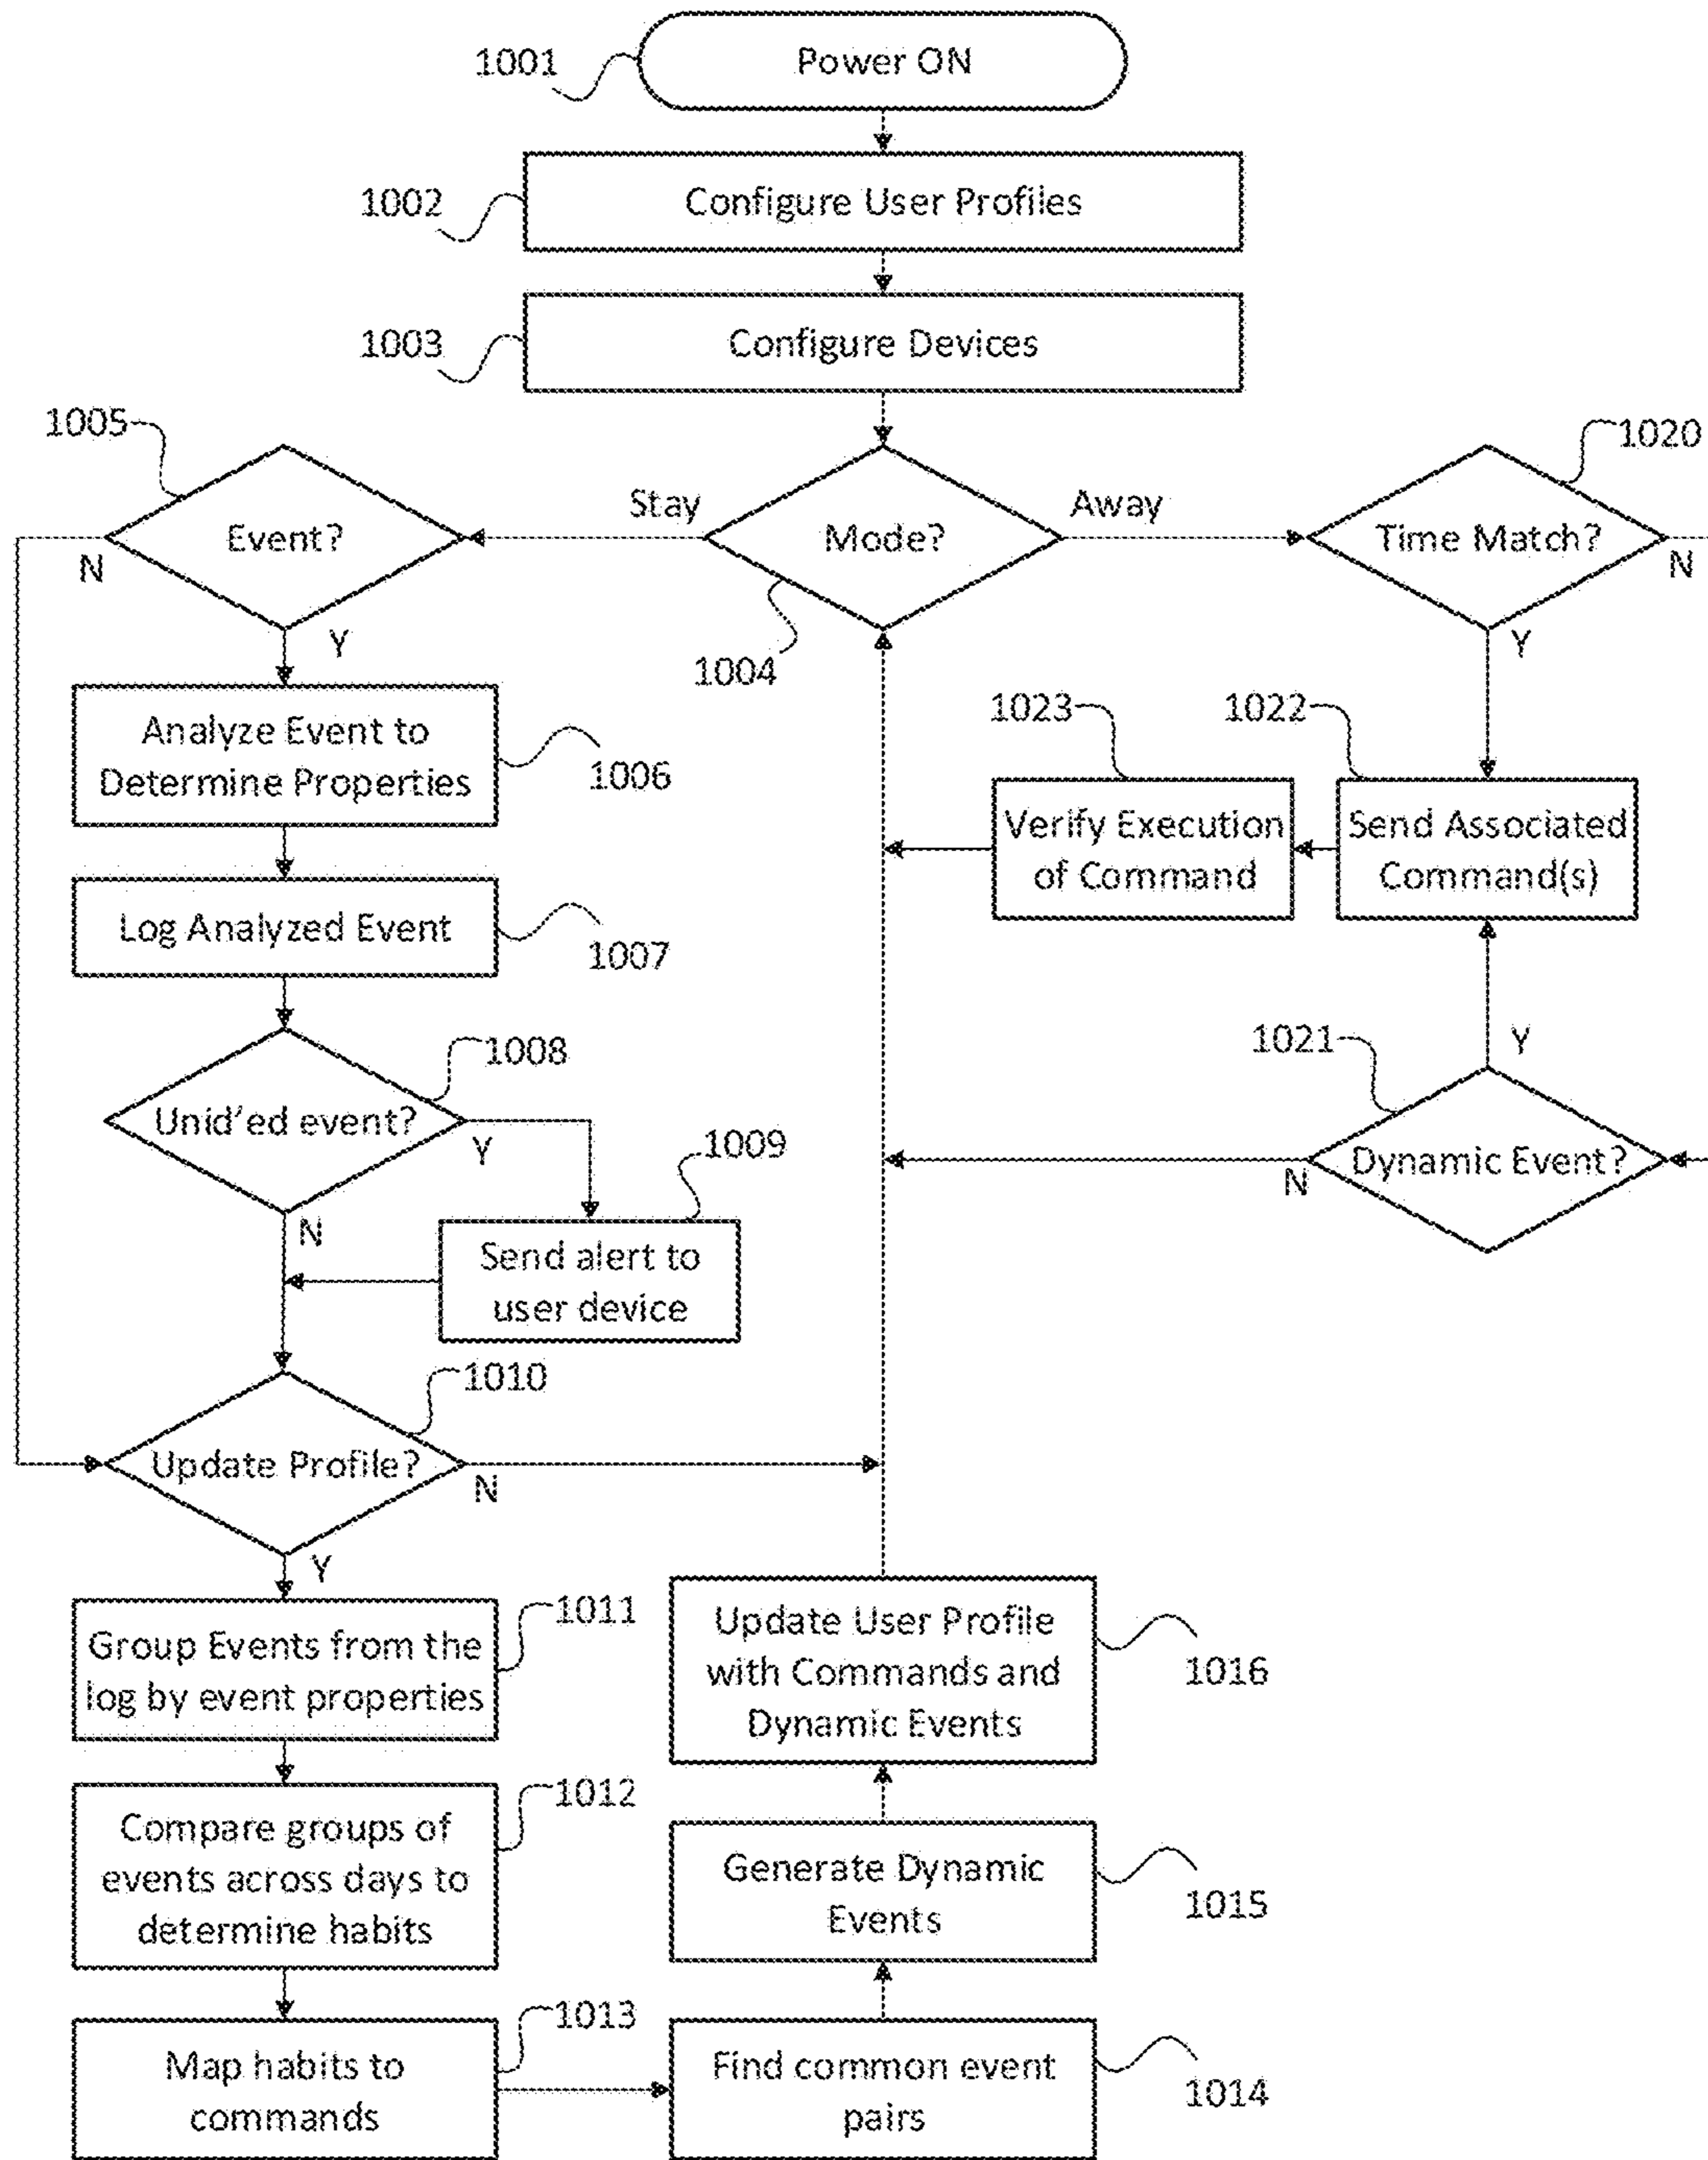 1001
Power ON
1002
Configure User Profiles
1003
Configure Devices
1005
1020
Event?
Stay
Mode?
Away
Time Match?
N
N
Y
1004
Y
Analyze Event to
Determine Properties
1006
1023
1022
Verify Execution
of Command
Send Associated
Command(s)
Log Analyzed Event
1007
1008
1021
Y
Unid'ed event?
Y
1009
Dynamic Event?
N
N
Send alert to
user device
1010
Update Profile?
N
Y
Group Events from the
log by event properties
1011
Update User Profile
with Commands and
Dynamic Events
1016
1012
Compare groups of
events across days to
determine habits
Generate Dynamic
Events
1015
1013
Map habits to
commands
Find common event
pairs
1014